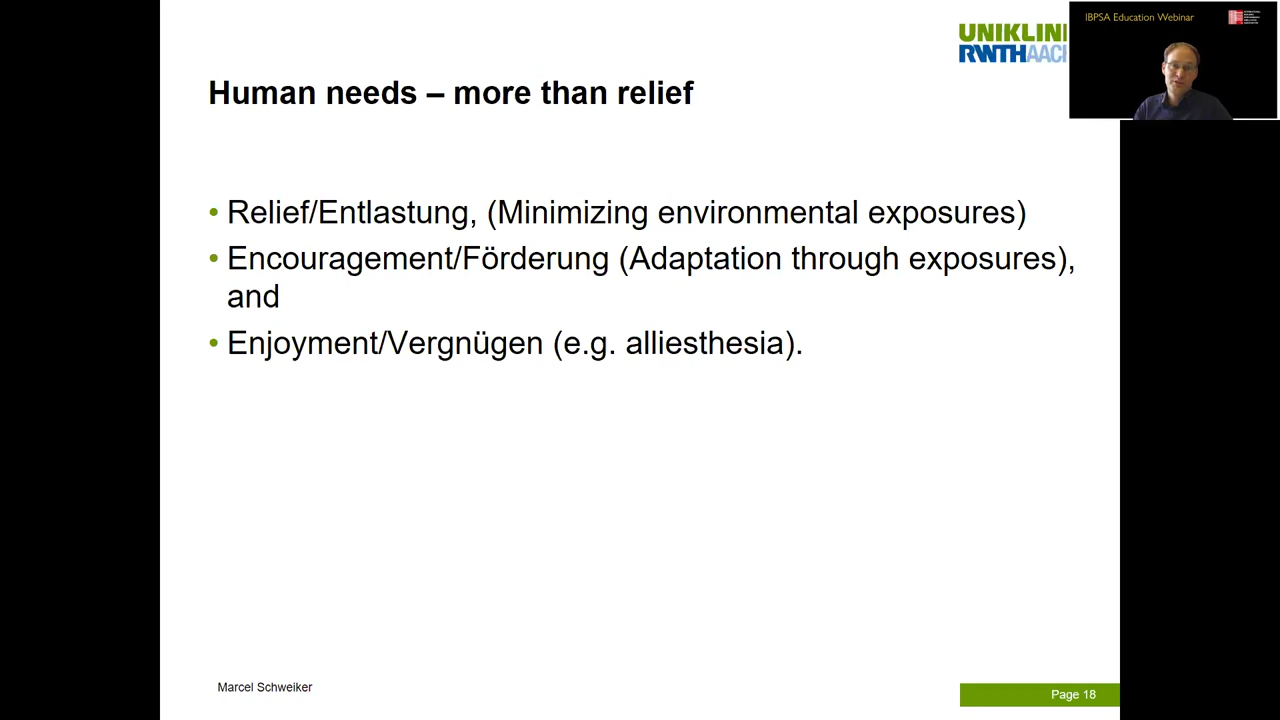 IBPSA Education Webinar
UNIKLINI
RWTHAACH
Human needs – more than relief
• Relief/Entlastung, (Minimizing environmental exposures)
• Encouragement/Förderung (Adaptation through exposures),
and
• Enjoyment/Vergnügen (e.g. alliesthesia).
Marcel Schweiker
Page 18